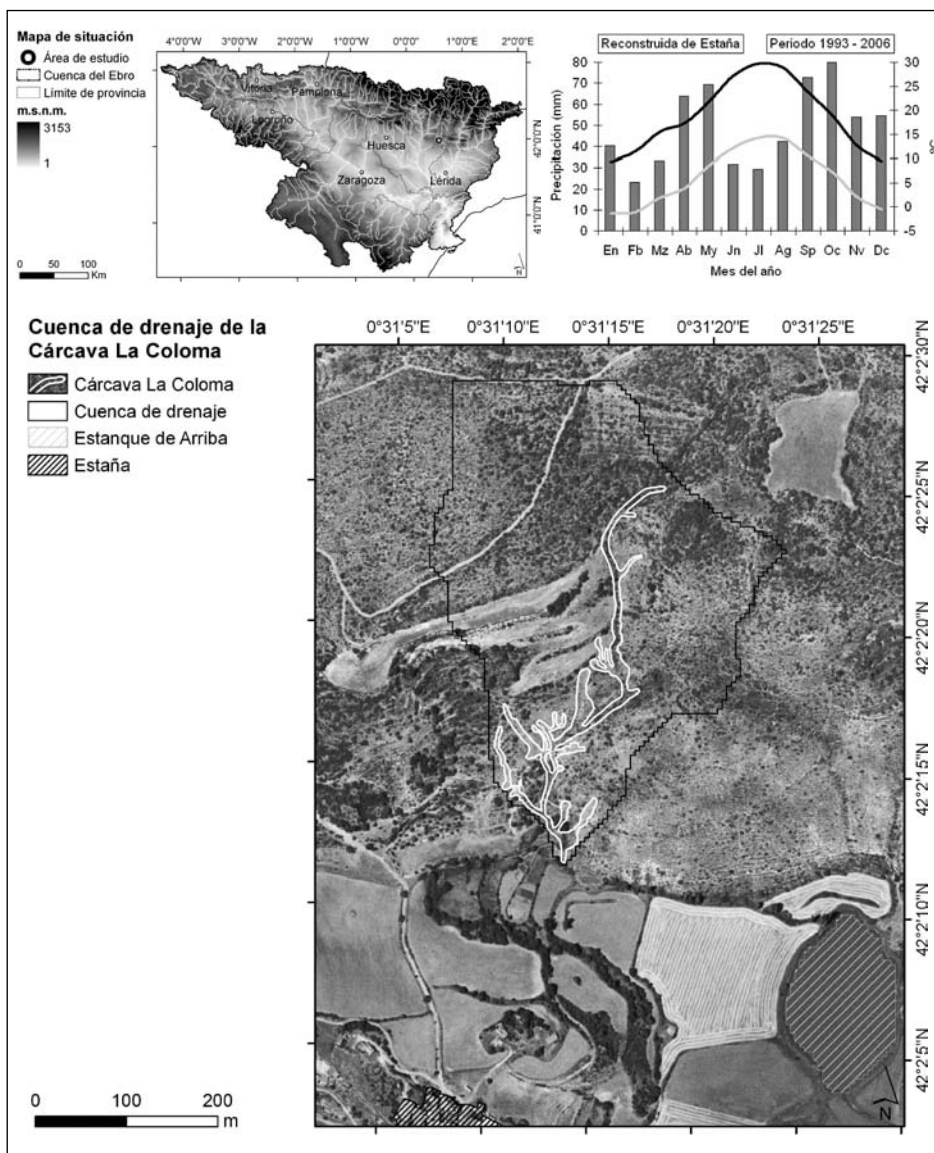 Mapa de situación
Área de estudio
Cuenca del Ebro
Límite de provincia
m.s.n.m.
3153
1
0 50 100
Km
4°0'0"W 3°0'0"W 2°0'0"W 1°0'0"W 0°0'0" 1°0'0"E 2°0'0"E
Vitoria
Pamplona
Logroño
Huesca
Zaragoza
Lérida
42°0'0"N
41°0'0"N
N
Reconstruida de Estaña
Periodo 1993 - 2006
Precipitación (mm)
80
70
60
50
40
30
20
10
0
30
25
20
15
10
5
0
-5
ºC
En Fb Mz Ab My Jn Jl Ag Sp Oc Nv Dc
Mes del año
Cuenca de drenaje de la
Cárcava La Coloma
Cárcava La Coloma
Cuenca de drenaje
Estanque de Arriba
Estaña
0°31'5"E 0°31'10"E 0°31'15"E 0°31'20"E 0°31'25"E
42°2'30"N
42°2'25"N
42°2'20"N
42°2'15"N
42°2'10"N
42°2'5"N
N
0 100 200
m